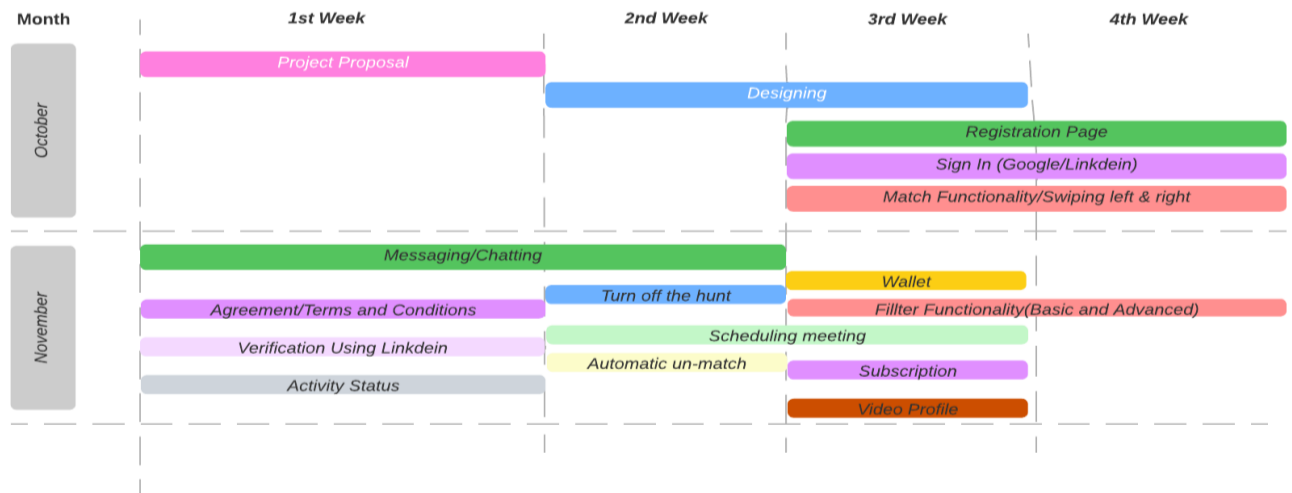 Month
1st Week
2nd Week
3rd Week
4th Week
October
Project Proposal
Designing
Registration Page
Sign In (Google/Linkdein)
Match Functionality/Swiping left & right
November
Messaging/Chatting
Wallet
Turn off the hunt
Agreement/Terms and Conditions
Fillter Functionality(Basic and Advanced)
Scheduling meeting
Verification Using Linkdein
Automatic un-match
Subscription
Activity Status
Video Profile